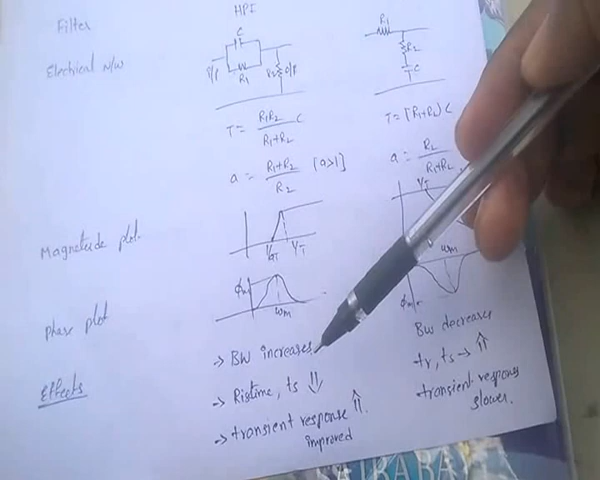 Filter HPF
Electrical N/W
C
R1
I/P R2 O/P
R1
R2
C
T = R1R2 / R1+R2 C
T = [R1+R2] C
a = R1+R2 / R2 [a>1]
a = R2 / R1+R2
Magnetude plot.
1/aT 1/T
1/T
Phase plot
ϕm
ωm
ωm
ϕm
Effects
→ BW increases
→ Risetime, ts ⇓
→ transient response ⇑
improved
BW decreases
→ tr, ts → ⇑
transient response
slower.